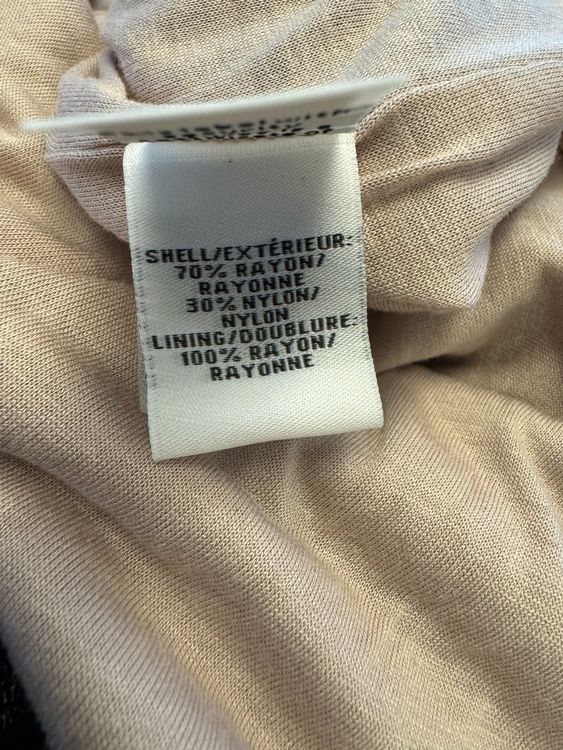 SHELL/EXTÉRIEUR:
70% RAYON/
RAYONNE
30% NYLON/
NYLON
LINING/DOUBLURE:
100% RAYON/
RAYONNE